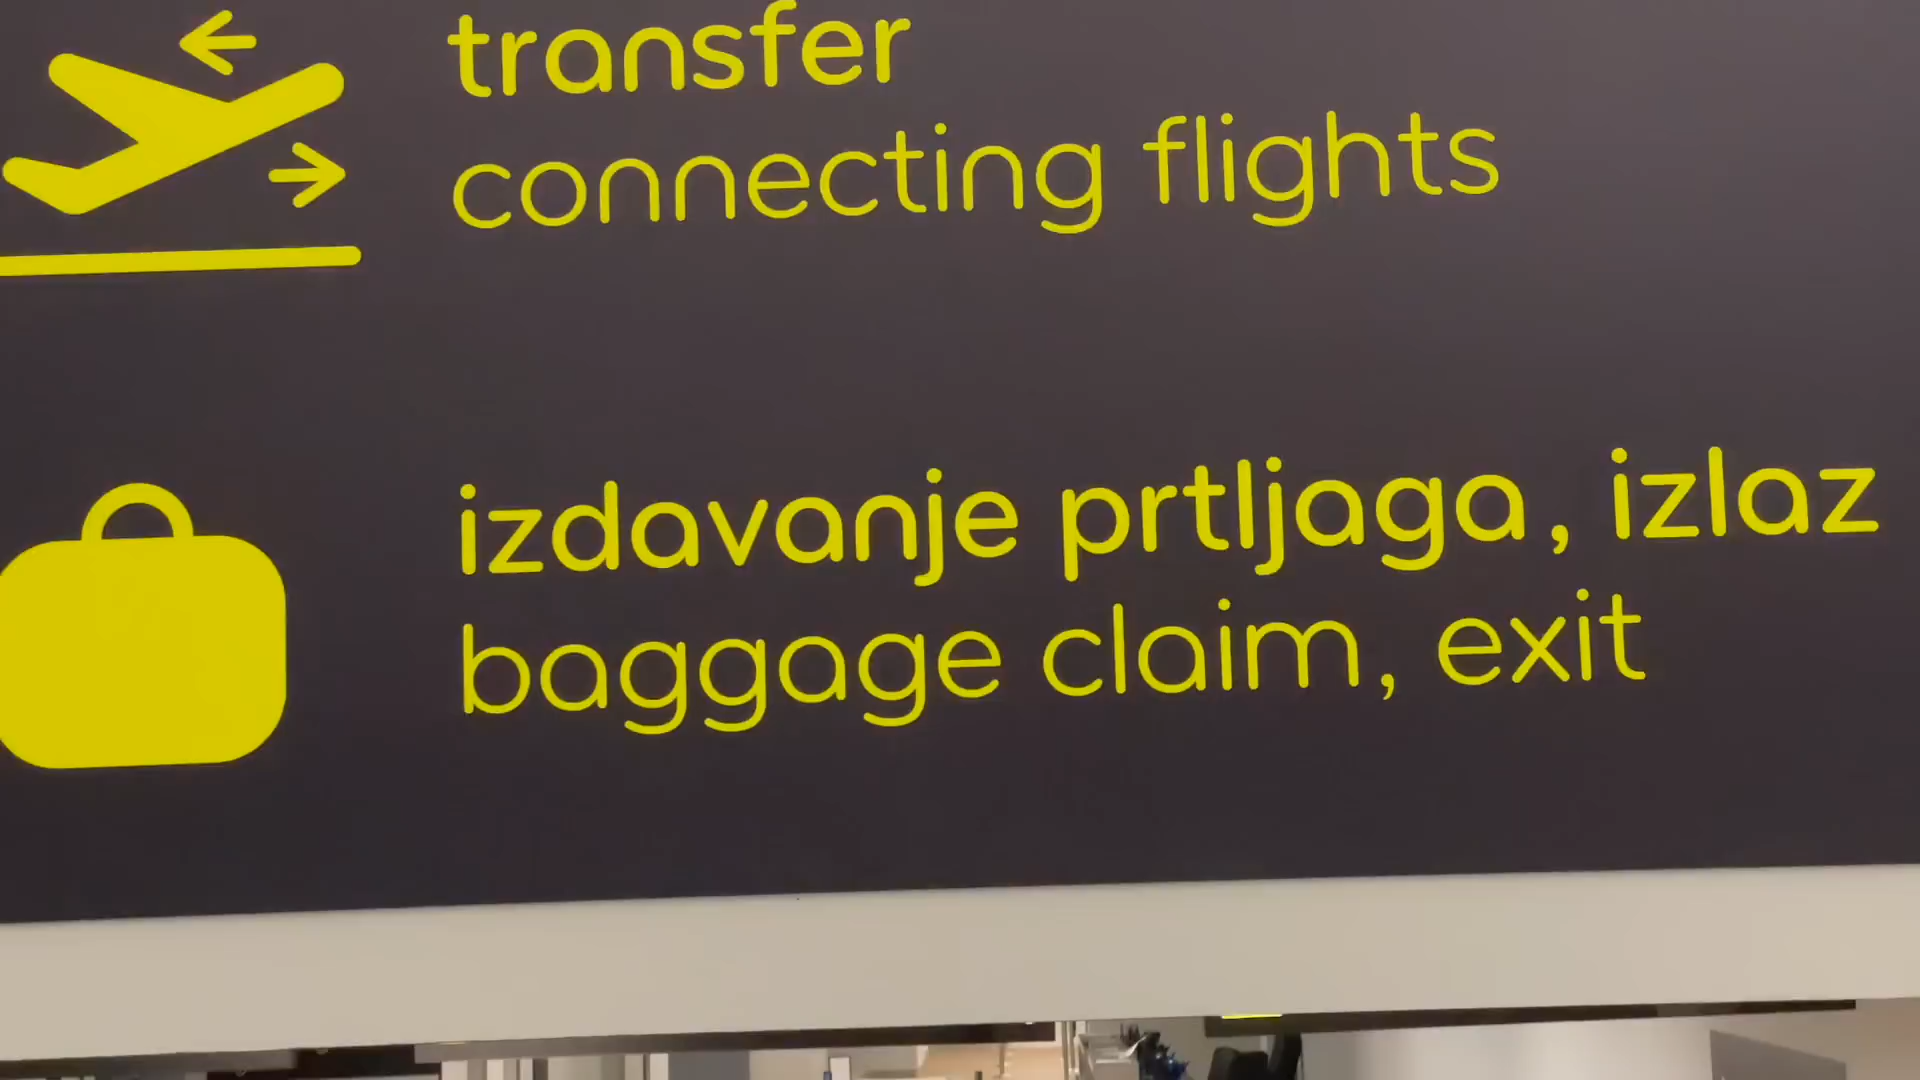 transfer
connecting flights
izdavanje prtljaga, izlaz
baggage claim, exit